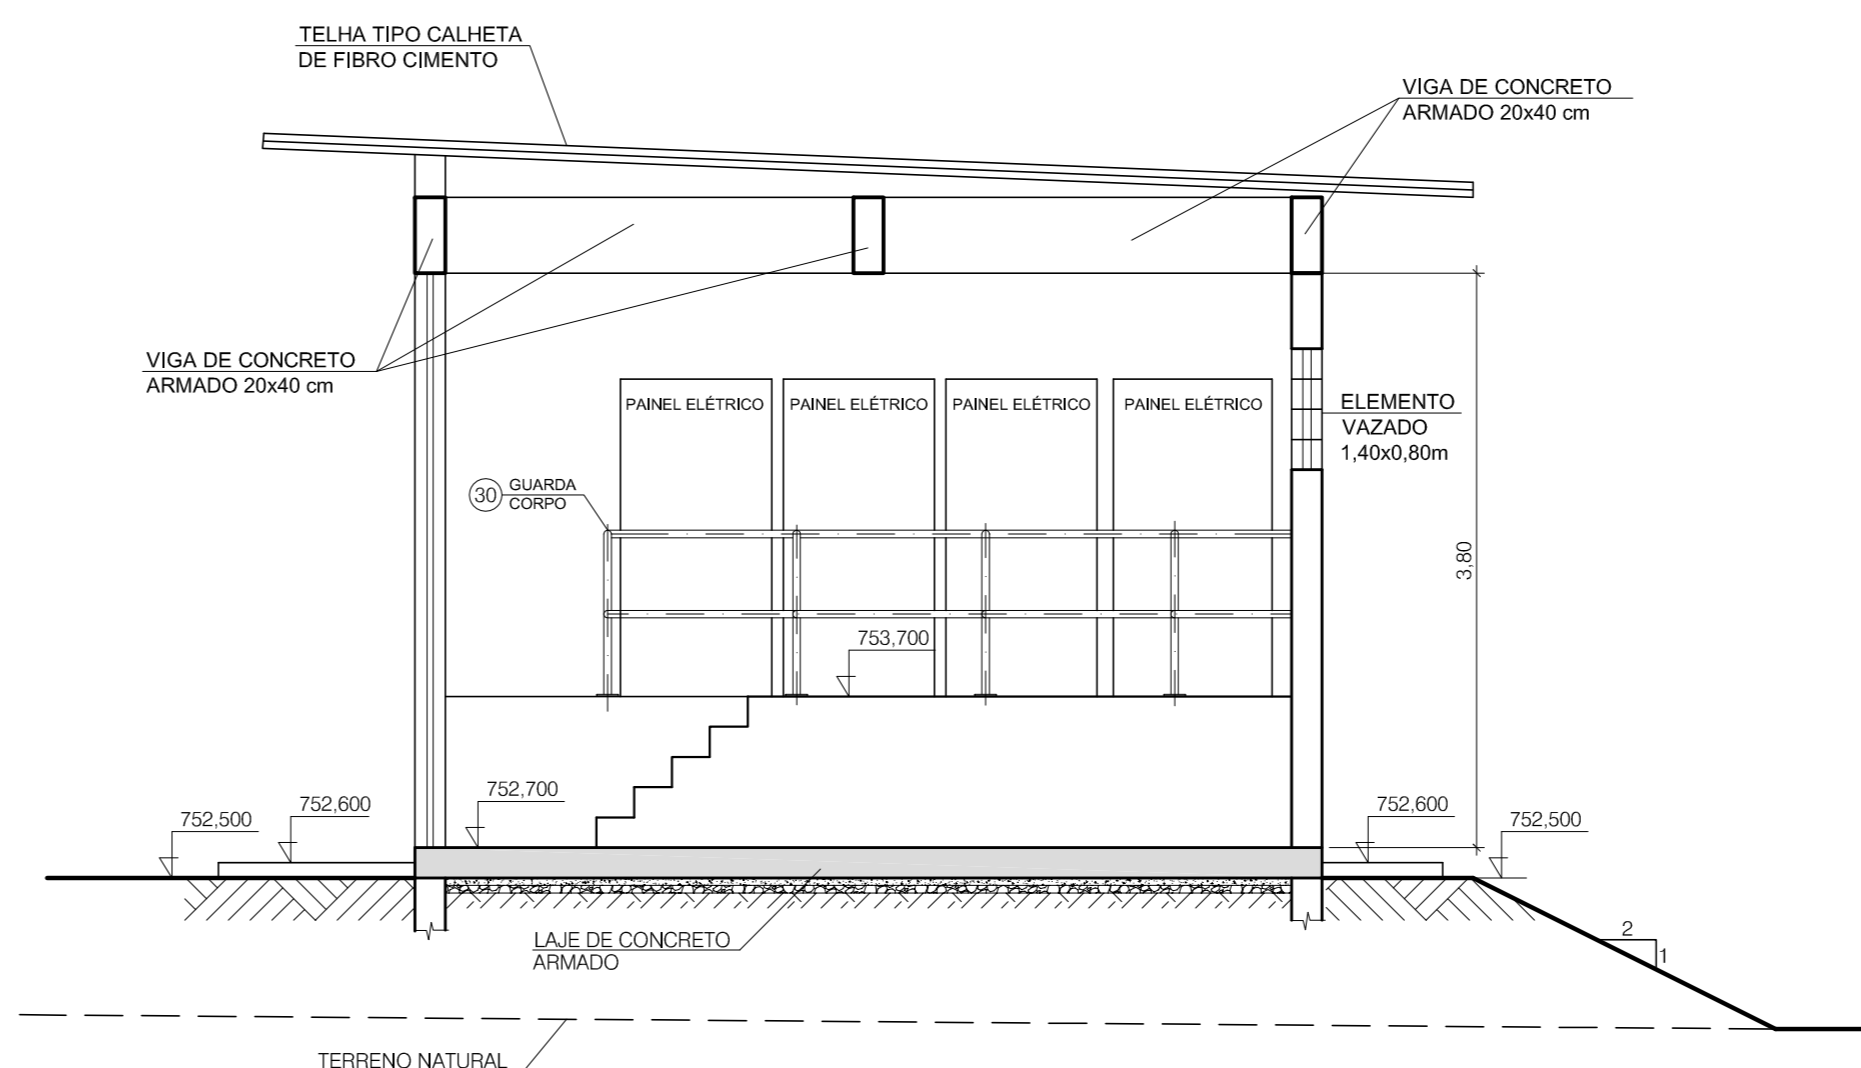 TELHA TIPO CALHETA
DE FIBRO CIMENTO
VIGA DE CONCRETO
ARMADO 20x40 cm
VIGA DE CONCRETO
ARMADO 20x40 cm
PAINEL ELÉTRICO
PAINEL ELÉTRICO
PAINEL ELÉTRICO
PAINEL ELÉTRICO
ELEMENTO
VAZADO
1,40x0,80m
30
GUARDA
CORPO
3,80
753,700
752,700
752,600
752,500
752,600
752,500
LAJE DE CONCRETO
ARMADO
2
1
TERRENO NATURAL